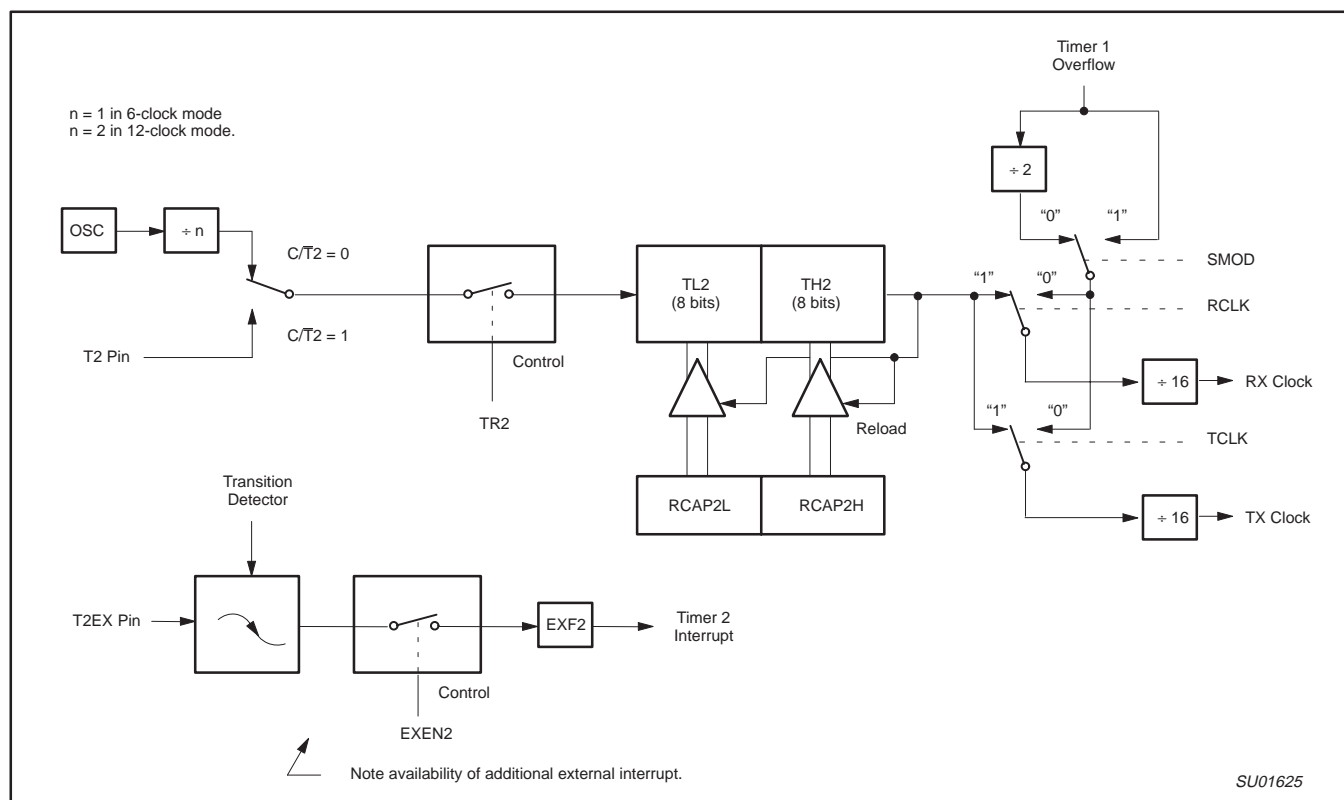 Timer 1
Overflow
n = 1 in 6-clock mode
n = 2 in 12-clock mode.
÷ 2
“0”
“1”
OSC
÷ n
C/T̅2 = 0
TL2
(8 bits)
TH2
(8 bits)
SMOD
“1”
“0”
RCLK
C/T̅2 = 1
T2 Pin
Control
÷ 16
RX Clock
TR2
Reload
“1”
“0”
TCLK
Transition
Detector
RCAP2L
RCAP2H
÷ 16
TX Clock
T2EX Pin
EXF2
Timer 2
Interrupt
Control
EXEN2
Note availability of additional external interrupt.
SU01625